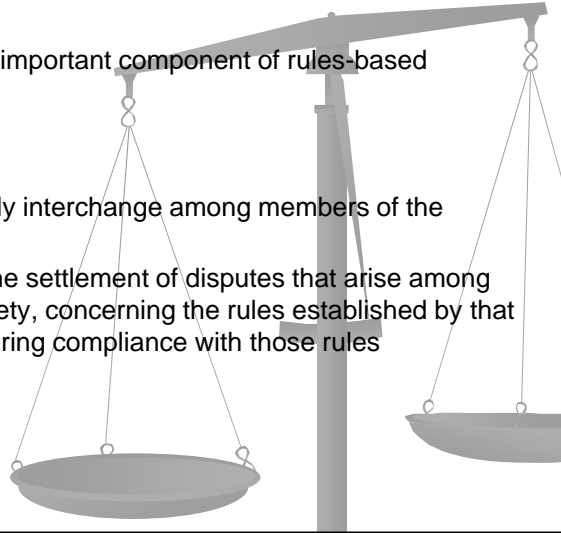 important component of rules-based
ly interchange among members of the
ne settlement of disputes that arise among
ety, concerning the rules established by that
ring compliance with those rules